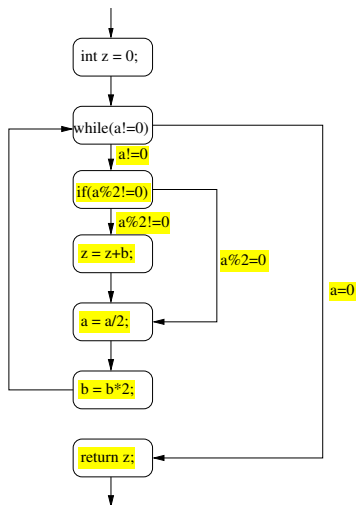 int z = 0;
while(a!=0)
a!=0
if(a%2!=0)
a%2!=0
z = z+b;
a%2=0
a=0
a = a/2;
b = b*2;
return z;